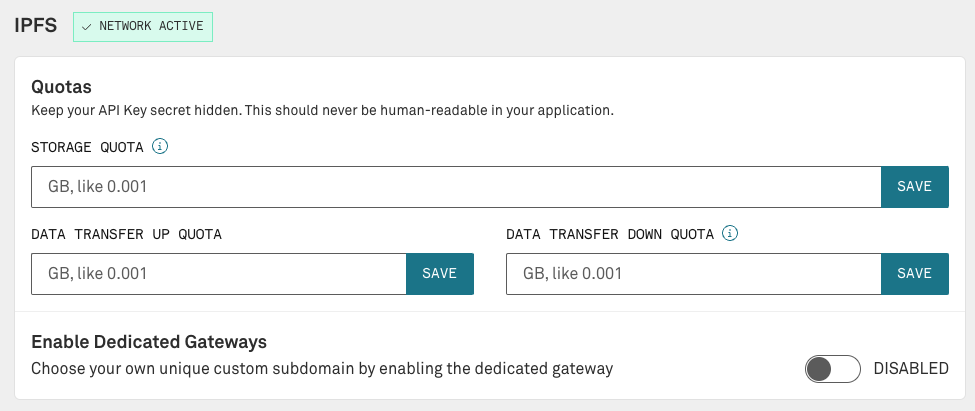 IPFS
NETWORK ACTIVE
Quotas
Keep your API Key secret hidden. This should never be human-readable in your application.
STORAGE QUOTA
GB, like 0.001
SAVE
DATA TRANSFER UP QUOTA
DATA TRANSFER DOWN QUOTA
GB, like 0.001
SAVE
GB, like 0.001
SAVE
Enable Dedicated Gateways
Choose your own unique custom subdomain by enabling the dedicated gateway
DISABLED